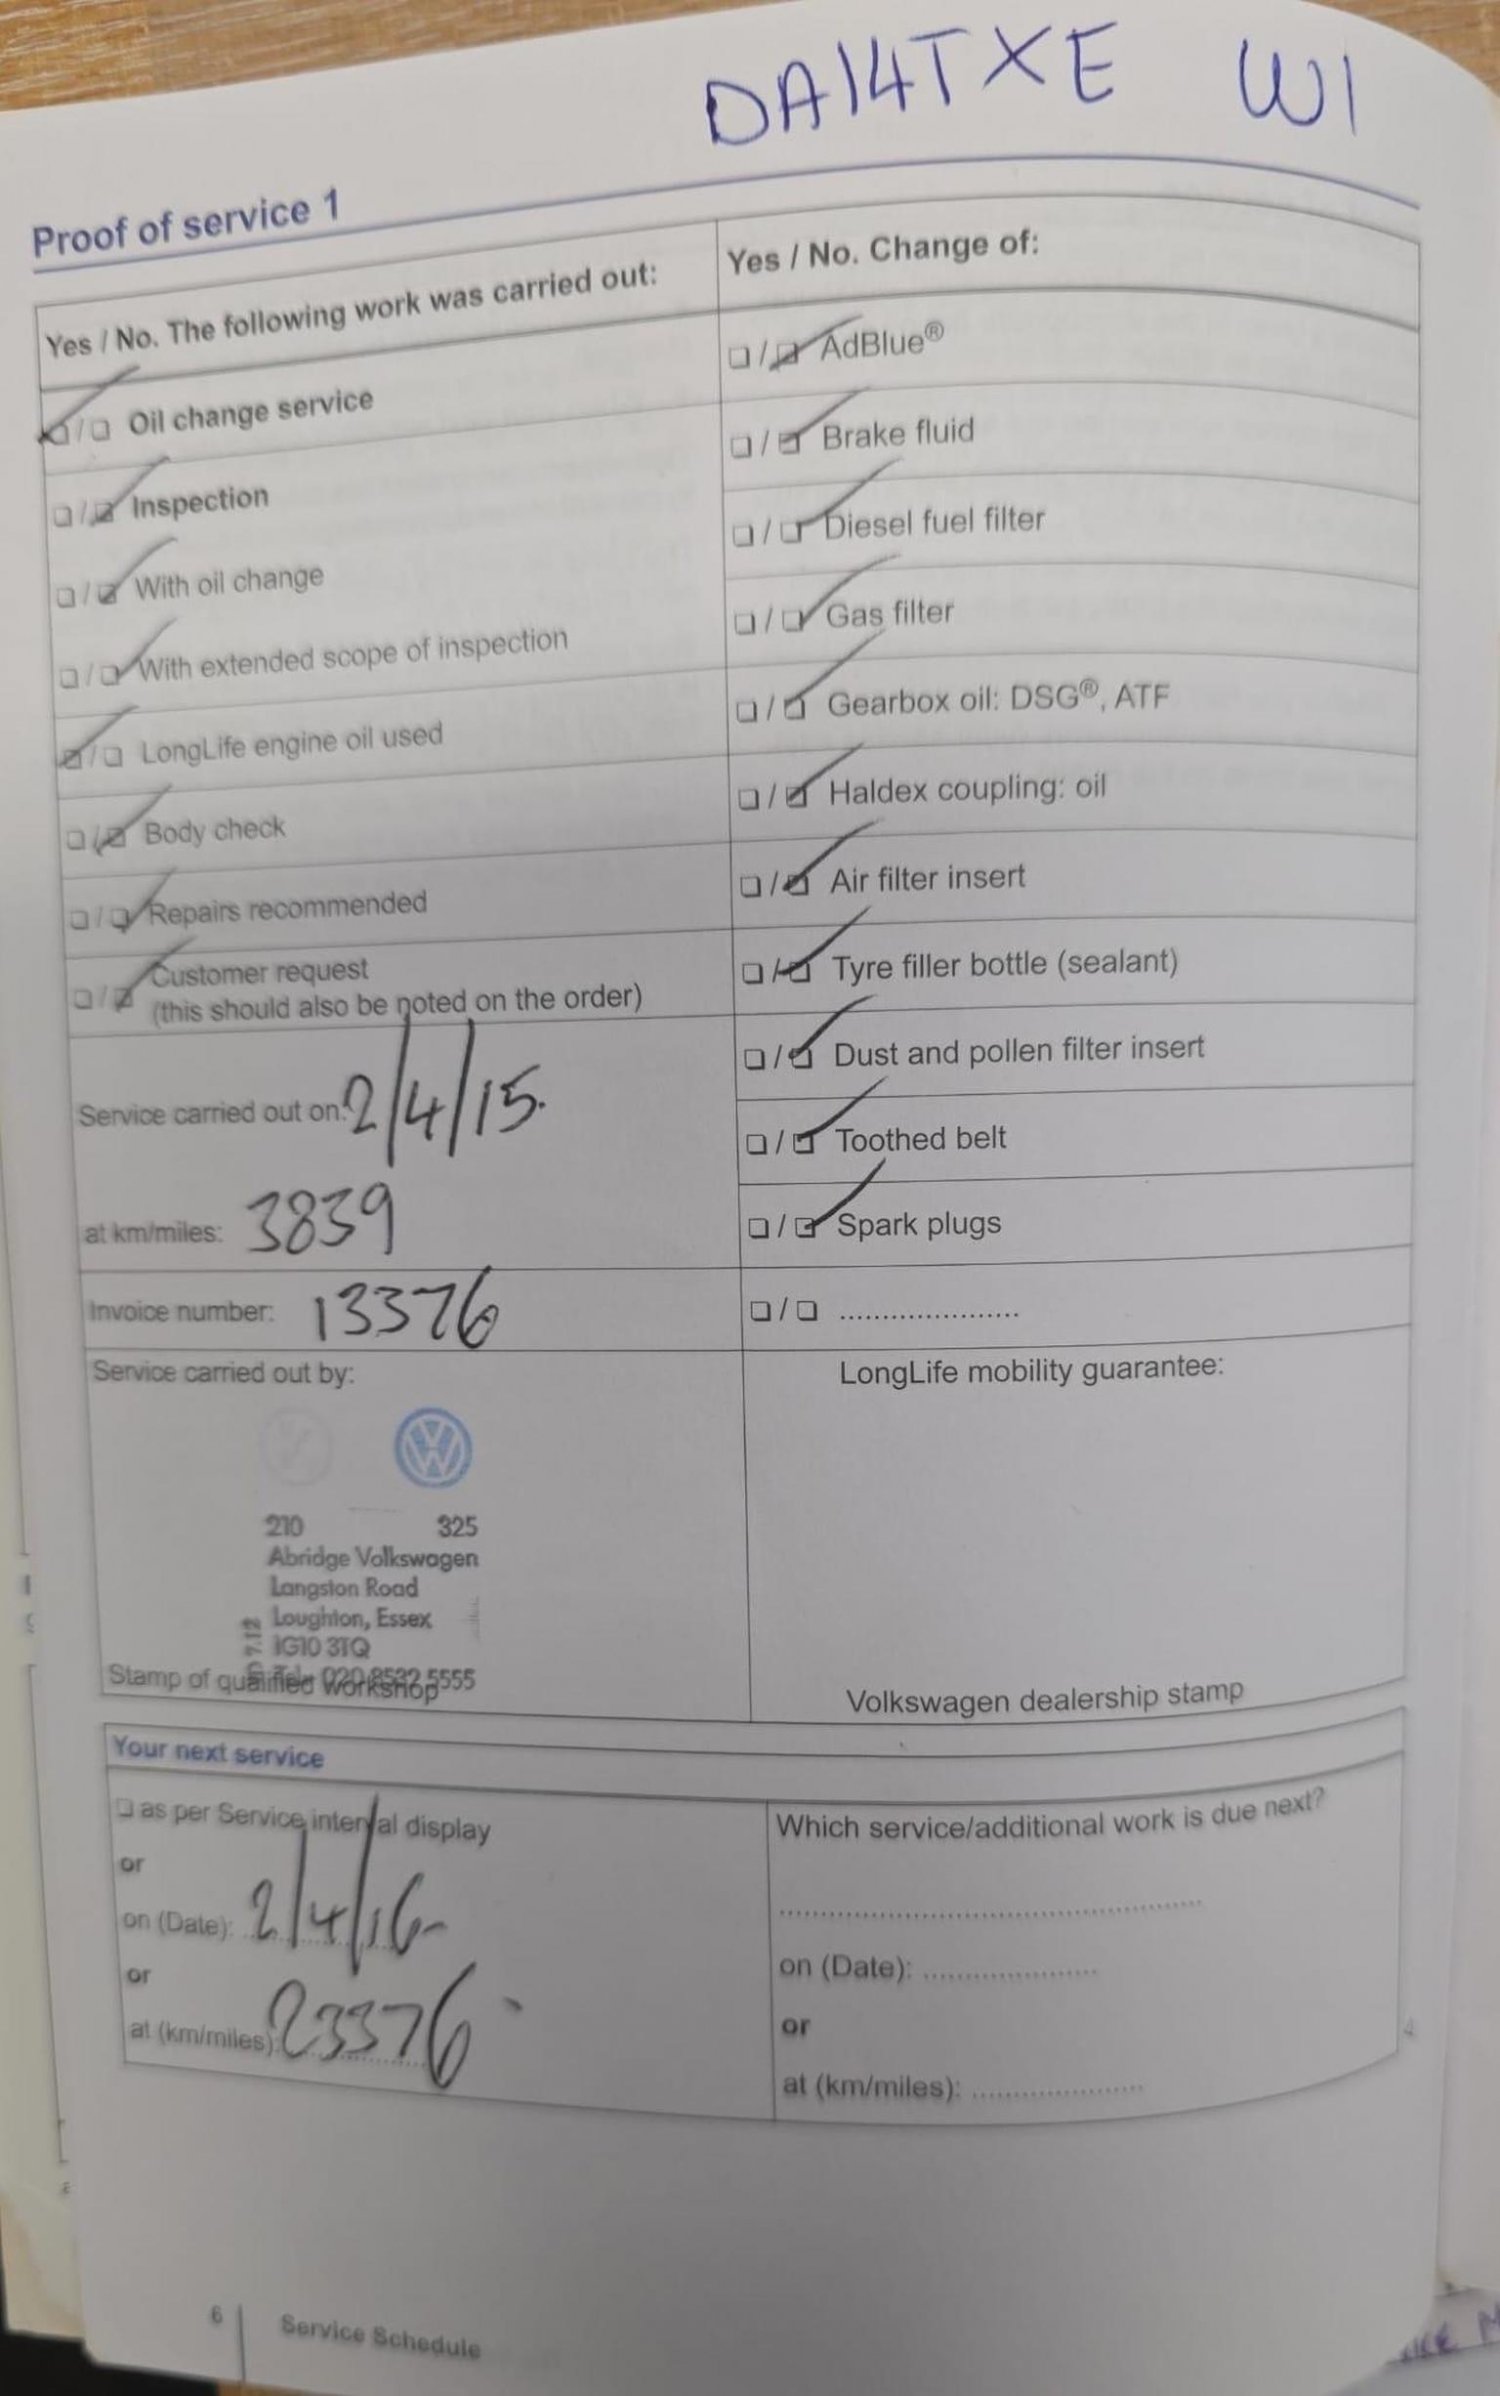 DA14TXE W1
Proof of service 1
Yes / No. The following work was carried out:
Oil change service
Inspection
With oil change
With extended scope of inspection
LongLife engine oil used
Body check
Repairs recommended
Customer request
(this should also be noted on the order)
Service carried out on: 2/4/15.
at km/miles: 3839
Invoice number: 13376
Service carried out by:
210 325
Abridge Volkswagen
Langston Road
Loughton, Essex
IG10 3TQ
7.12
Tel: 020 8532 5555
Stamp of qualified workshop
Yes / No. Change of:
AdBlue®
Brake fluid
Diesel fuel filter
Gas filter
Gearbox oil: DSG®, ATF
Haldex coupling: oil
Air filter insert
Tyre filler bottle (sealant)
Dust and pollen filter insert
Toothed belt
Spark plugs
LongLife mobility guarantee:
Volkswagen dealership stamp
Your next service
as per Service interval display
or
on (Date): 2/4/16
or
at (km/miles): 23376
Which service/additional work is due next?
on (Date):
or
at (km/miles):
6 Service Schedule